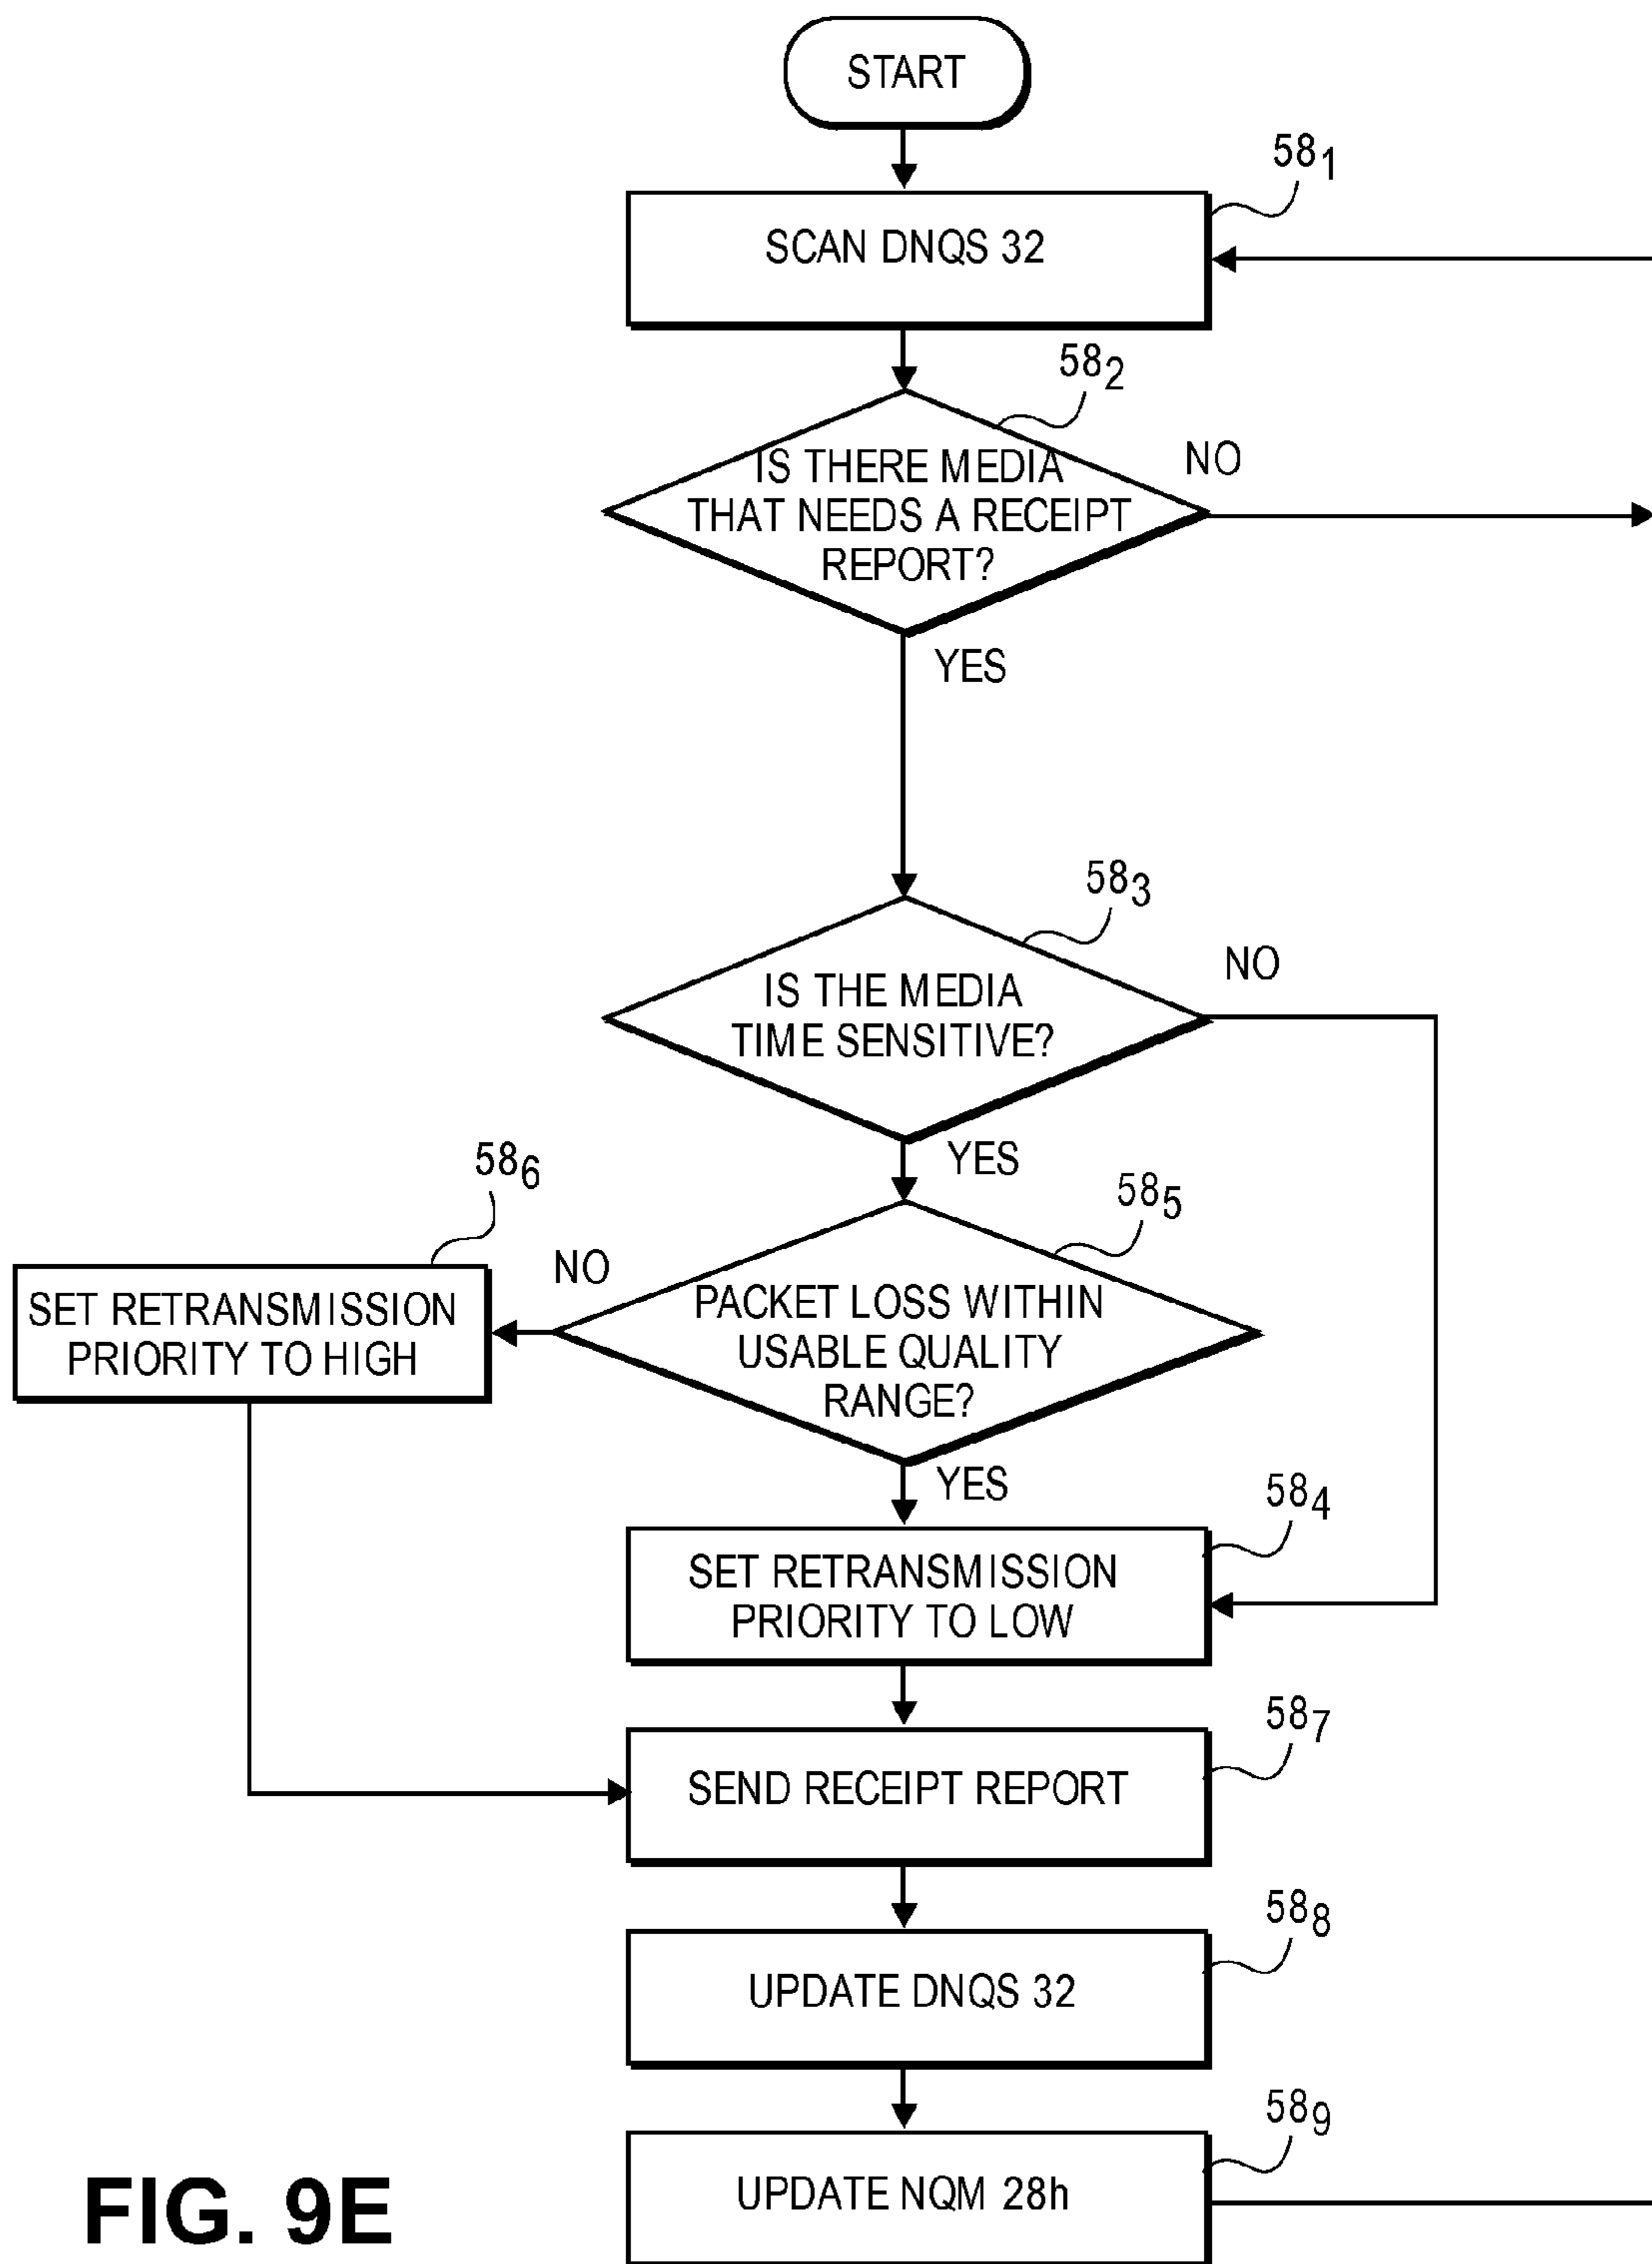 START
58₁
SCAN DNQS 32
58₂
IS THERE MEDIA
THAT NEEDS A RECEIPT
REPORT?
NO
YES
58₃
IS THE MEDIA
TIME SENSITIVE?
NO
YES
58₆
58₅
SET RETRANSMISSION
PRIORITY TO HIGH
NO
PACKET LOSS WITHIN
USABLE QUALITY
RANGE?
YES
58₄
SET RETRANSMISSION
PRIORITY TO LOW
58₇
SEND RECEIPT REPORT
58₈
UPDATE DNQS 32
58₉
UPDATE NQM 28h
FIG. 9E